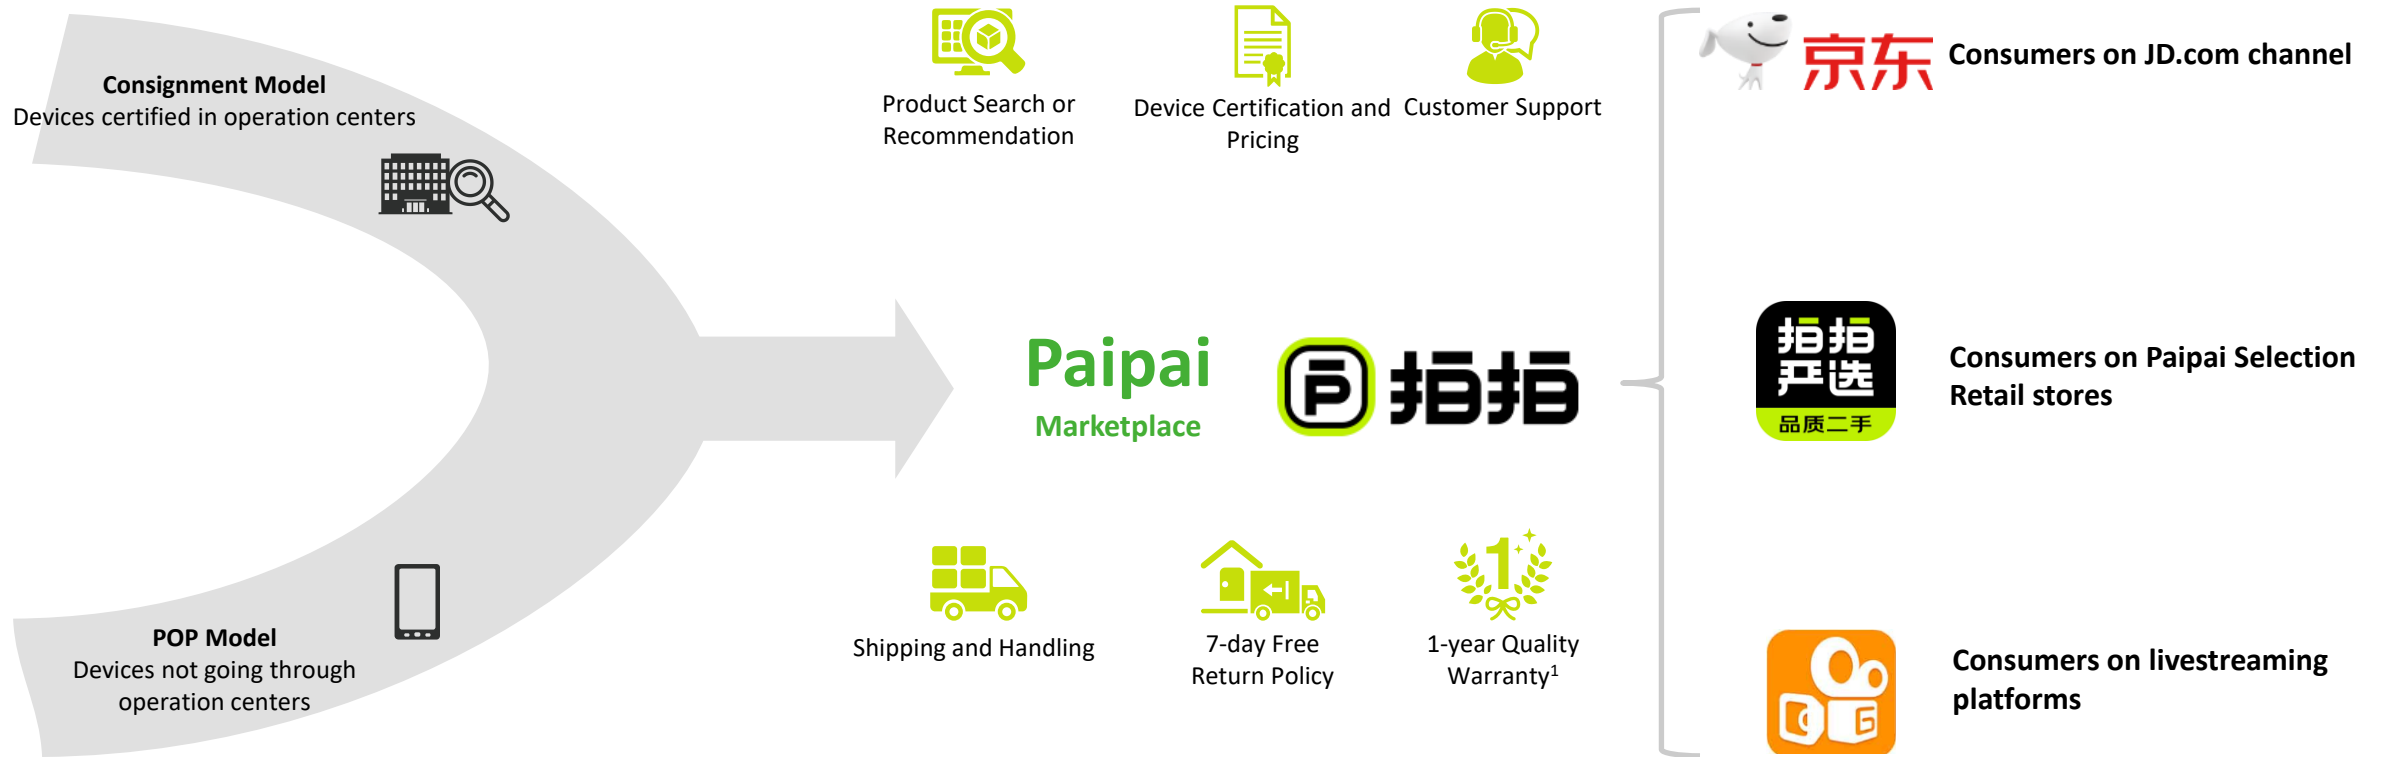 Consignment Model
Devices certified in operation centers
POP Model
Devices not going through
operation centers
Product Search or
Recommendation
Device Certification and
Pricing
Customer Support
Paipai
Marketplace
P 拍拍
Shipping and Handling
7-day Free
Return Policy
1
1-year Quality
Warranty¹
京东
Consumers on JD.com channel
拍拍
严选
品质二手
Consumers on Paipai Selection
Retail stores
Consumers on livestreaming
platforms